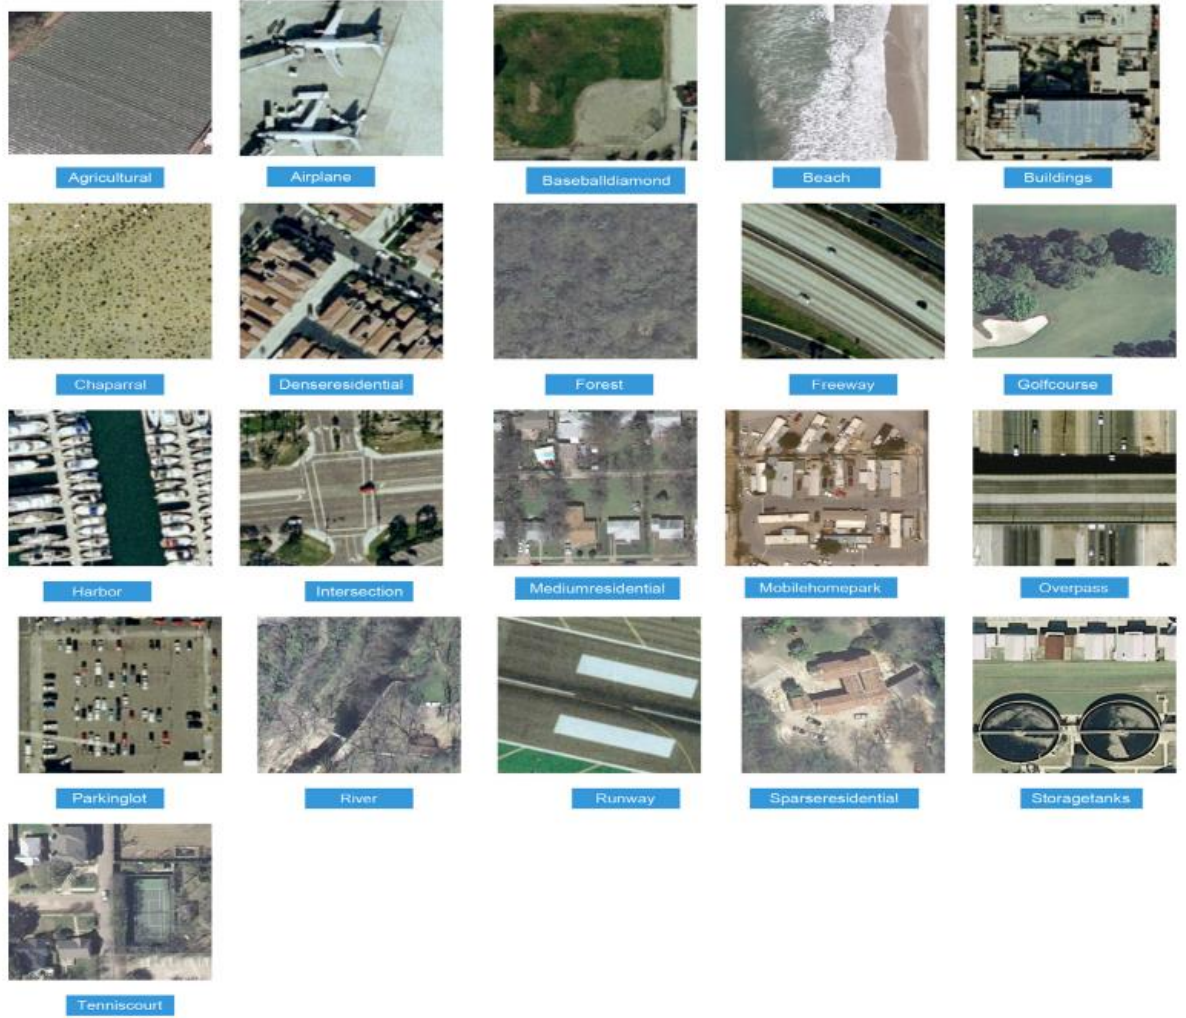 Agricultural
Airplane
Baseballdiamond
Beach
Buildings
Chaparral
Denseresidential
Forest
Freeway
Golfcourse
Harbor
Intersection
Mediumresidential
Mobilehomepark
Overpass
Parkinglot
River
Runway
Sparseresidential
Storagetanks
Tenniscourt